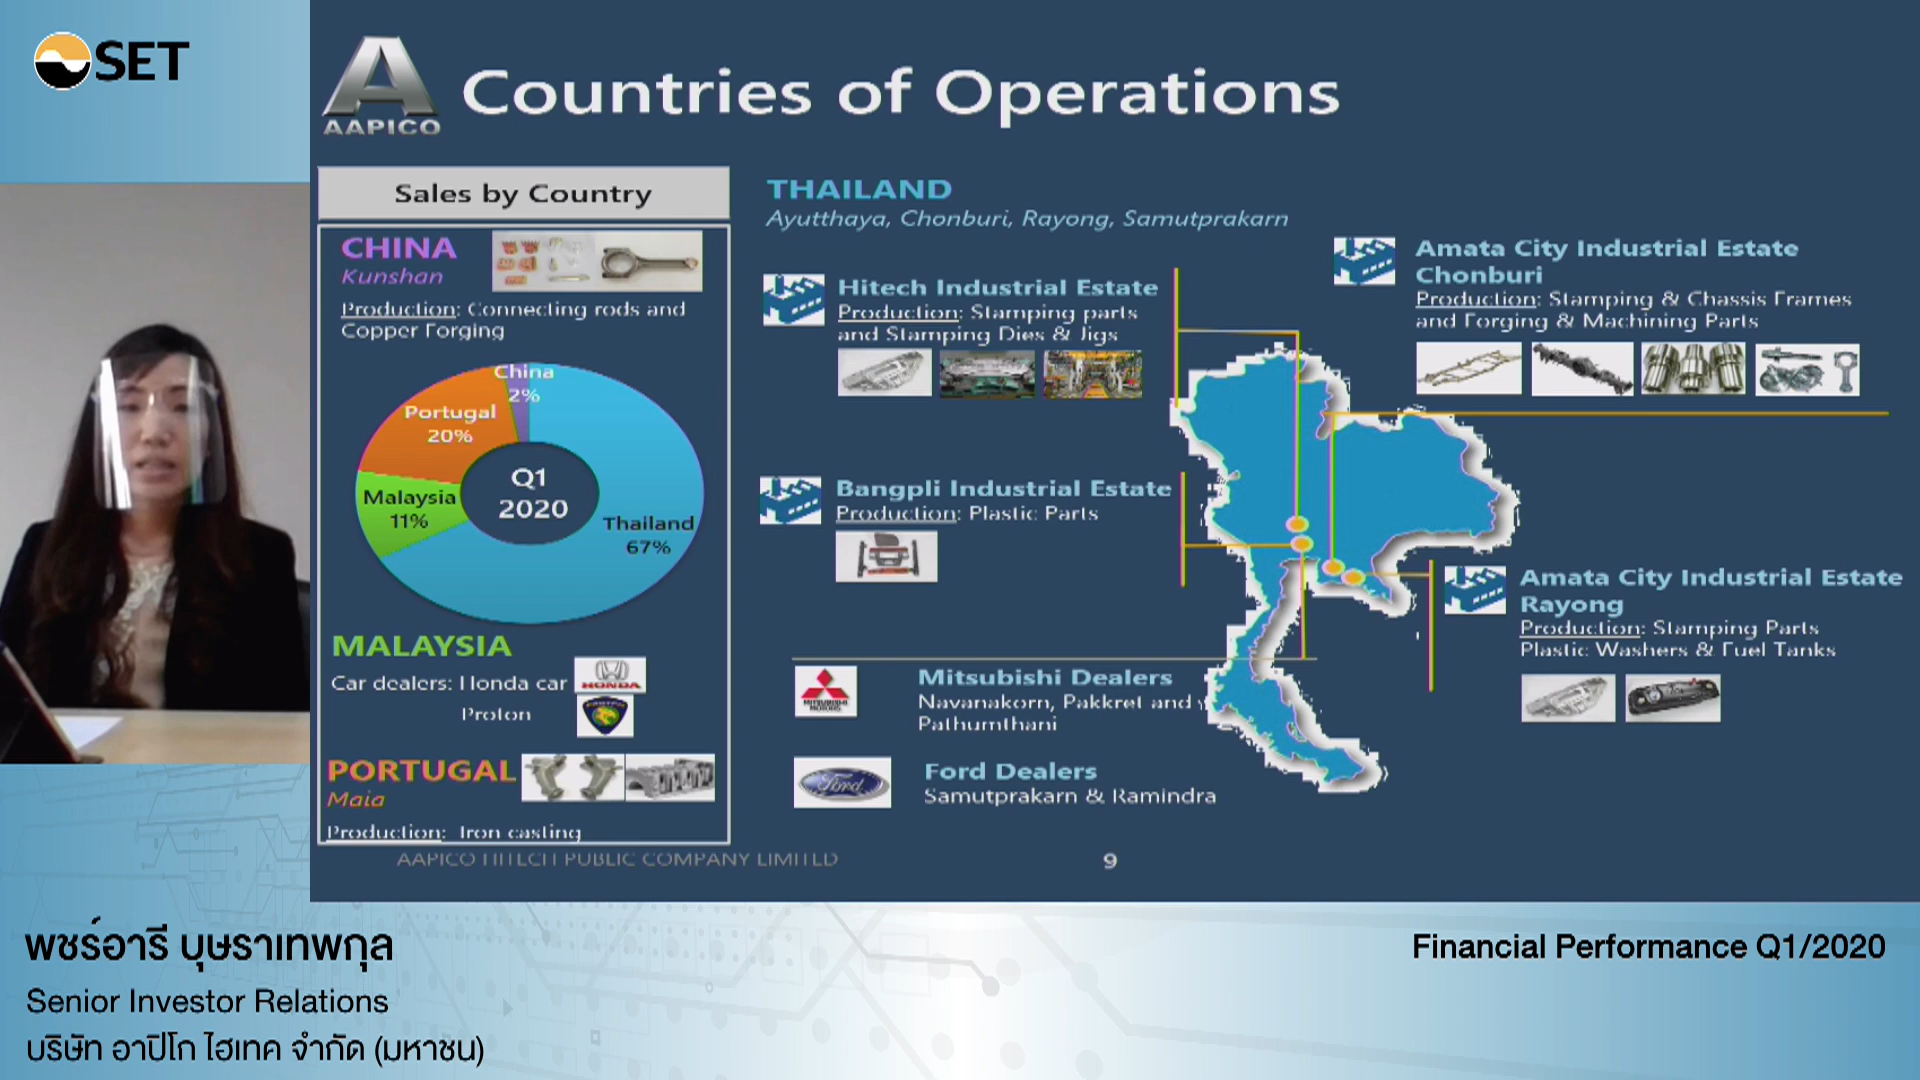 SET
AAPICO
Countries of Operations
Sales by Country
CHINA
Kunshan
Production: Connecting rods and
Copper Forging
China
2%
Portugal
20%
Malaysia
11%
Q1
2020
Thailand
67%
MALAYSIA
Car dealers: Honda car
HONDA
Proton
PORTUGAL
Maia
Production: Iron casting
THAILAND
Ayutthaya, Chonburi, Rayong, Samutprakarn
Hitech Industrial Estate
Production: Stamping parts
and Stamping Dies & Jigs
Amata City Industrial Estate
Chonburi
Production: Stamping & Chassis Frames
and Forging & Machining Parts
Bangpli Industrial Estate
Production: Plastic Parts
Amata City Industrial Estate
Rayong
Production: Stamping Parts
Plastic Washers & Fuel Tanks
MITSUBISHI
MOTORS
Mitsubishi Dealers
Navanakorn, Pakkret and
Pathumthani
Ford
Ford Dealers
Samutprakarn & Ramindra
AAPICO HITECH PUBLIC COMPANY LIMITED
9
พชร์อารี บุษราเทพกุล
Senior Investor Relations
บริษัท อาปิโก ไฮเทค จำกัด (มหาชน)
Financial Performance Q1/2020